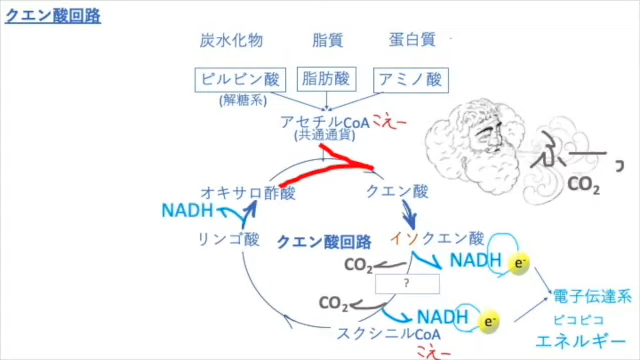 クエン酸回路
炭水化物 脂質 蛋白質
ピルビン酸 脂肪酸 アミノ酸
(解糖系)
アセチルCoA こえー
(共通通貨)
ふー,
CO2
オキサロ酢酸 クエン酸
NADH
リンゴ酸 クエン酸回路 イソクエン酸
CO2 NADH e-
?
CO2 NADH e-
スクシニルCoA
こえー
電子伝達系
ピコピコ
エネルギー